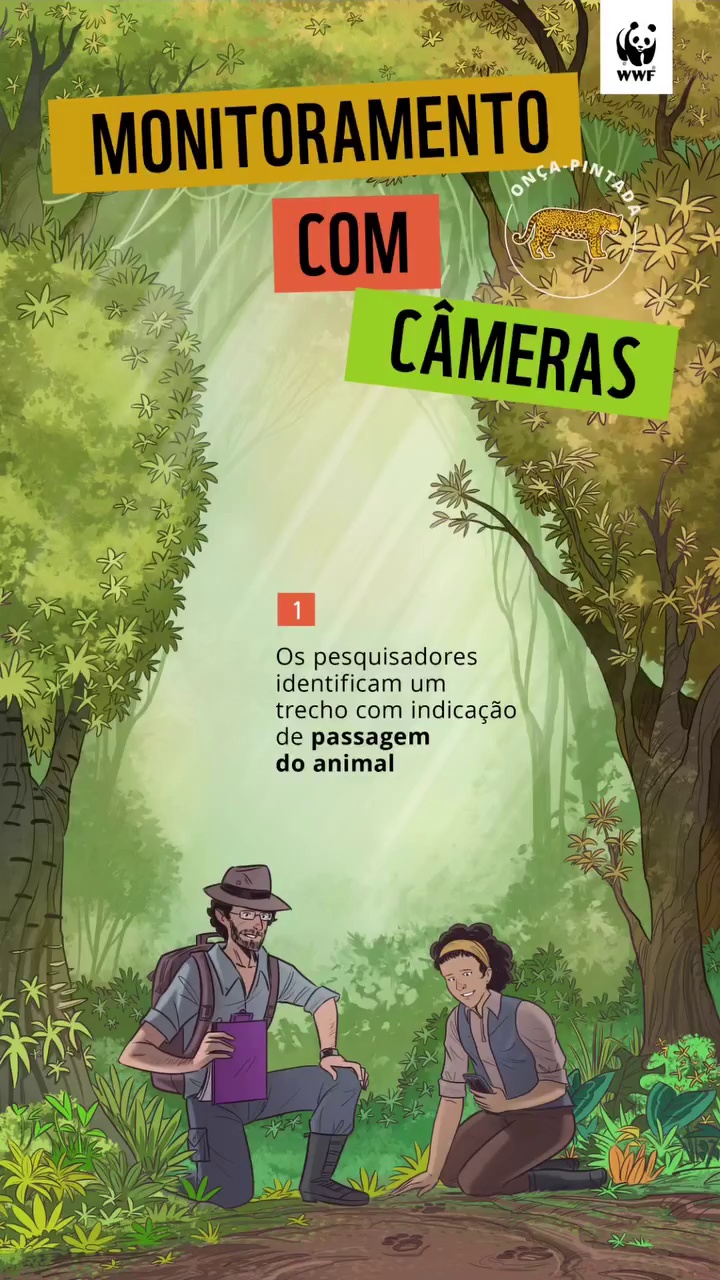 WWF
MONITORAMENTO
ONÇA-PINTADA
COM
CÂMERAS
1
Os pesquisadores
identificam um
trecho com indicação
de passagem
do animal